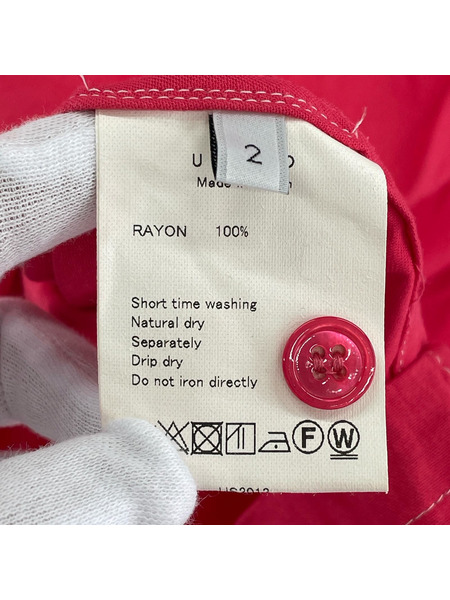 2
RAYON 100%
Short time washing
Natural dry
Separately
Drip dry
Do not iron directly
F W